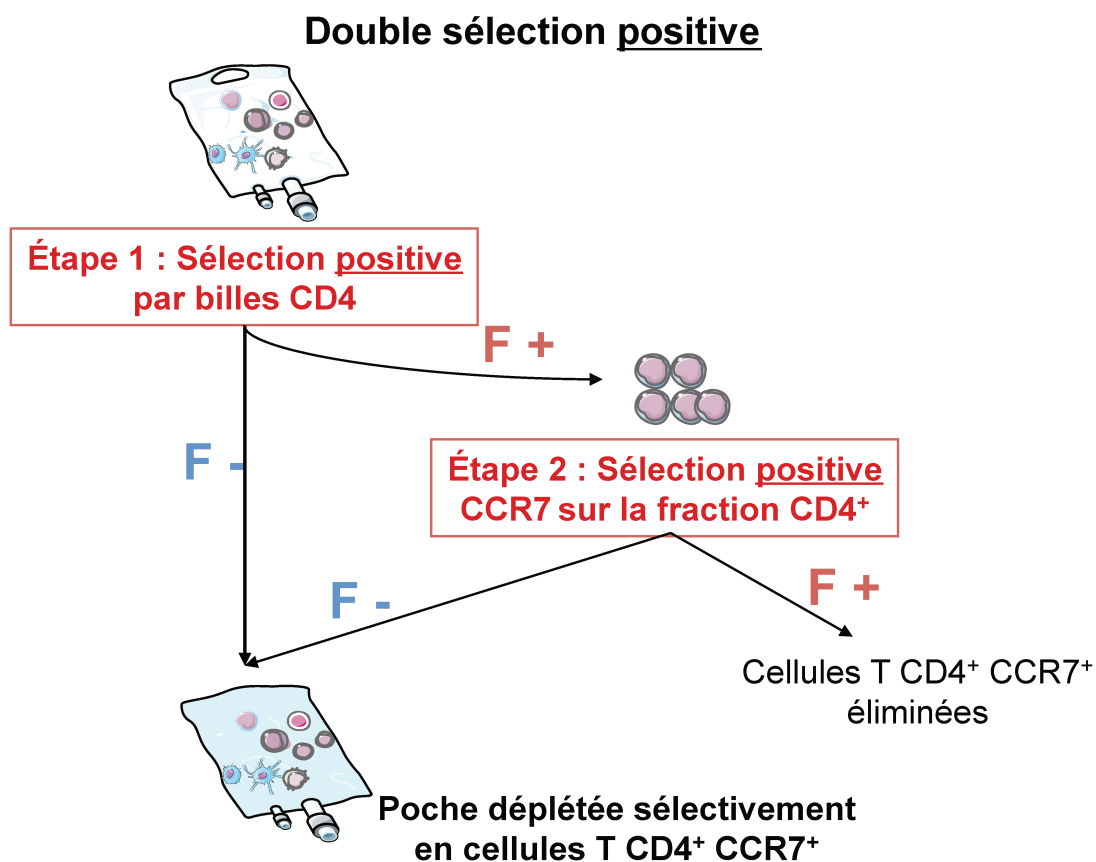 Double sélection positive
Étape 1 : Sélection positive
par billes CD4
F +
F -
Étape 2 : Sélection positive
CCR7 sur la fraction CD4⁺
F -
F +
Cellules T CD4⁺ CCR7⁺
éliminées
Poche déplétée sélectivement
en cellules T CD4⁺ CCR7⁺